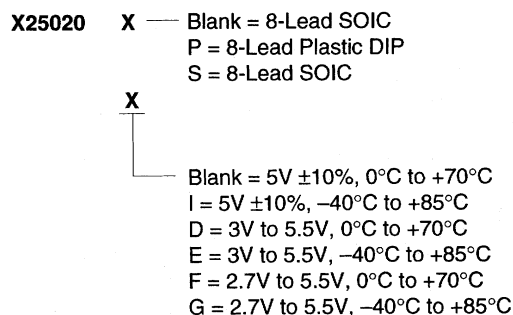 X25020 X Blank = 8-Lead SOIC
P = 8-Lead Plastic DIP
S = 8-Lead SOIC
X
Blank = 5V ±10%, 0°C to +70°C
I = 5V ±10%, –40°C to +85°C
D = 3V to 5.5V, 0°C to +70°C
E = 3V to 5.5V, –40°C to +85°C
F = 2.7V to 5.5V, 0°C to +70°C
G = 2.7V to 5.5V, –40°C to +85°C